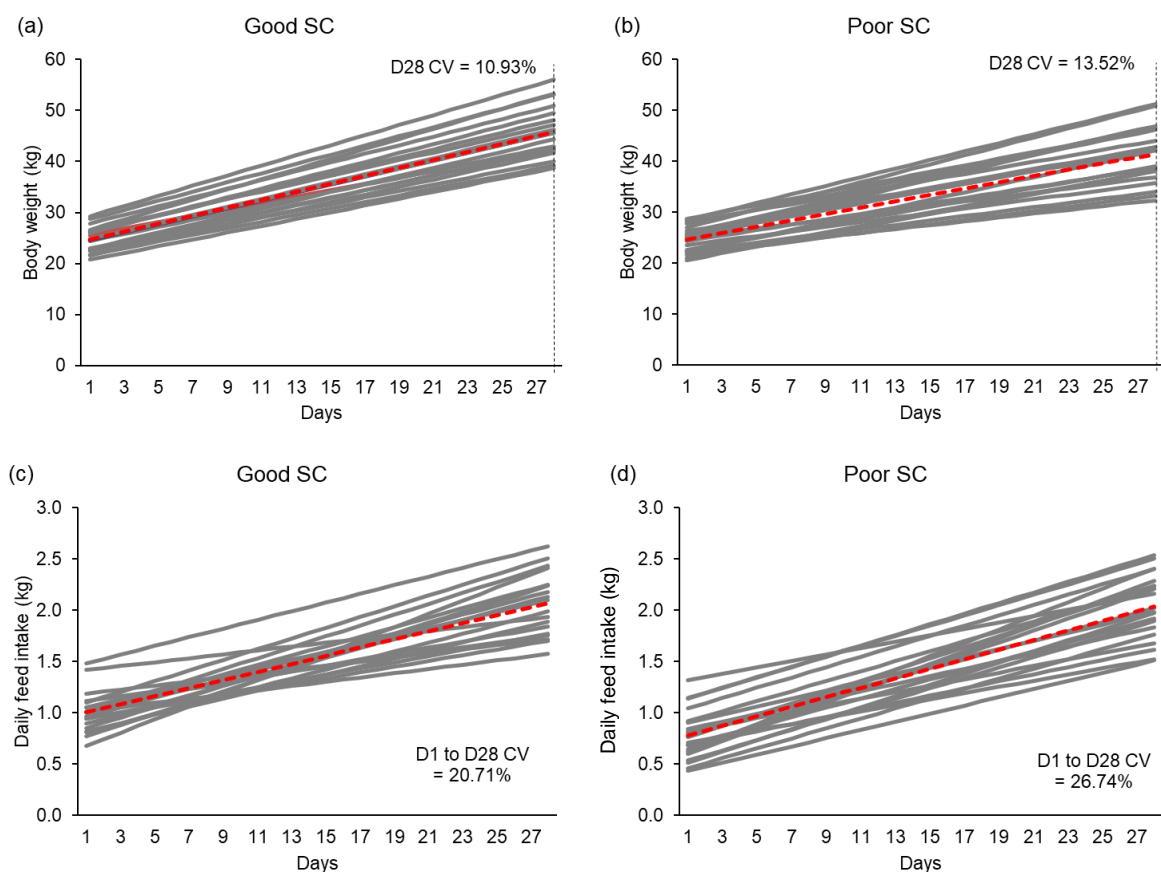 (a)
Good SC
D28 CV = 10.93%
Body weight (kg)
60
50
40
30
20
10
0
1 3 5 7 9 11 13 15 17 19 21 23 25 27
Days
(b)
Poor SC
D28 CV = 13.52%
Body weight (kg)
60
50
40
30
20
10
0
1 3 5 7 9 11 13 15 17 19 21 23 25 27
Days
(c)
Good SC
Daily feed intake (kg)
3.0
2.5
2.0
1.5
1.0
0.5
0.0
D1 to D28 CV
= 20.71%
1 3 5 7 9 11 13 15 17 19 21 23 25 27
Days
(d)
Poor SC
Daily feed intake (kg)
3.0
2.5
2.0
1.5
1.0
0.5
0.0
D1 to D28 CV
= 26.74%
1 3 5 7 9 11 13 15 17 19 21 23 25 27
Days